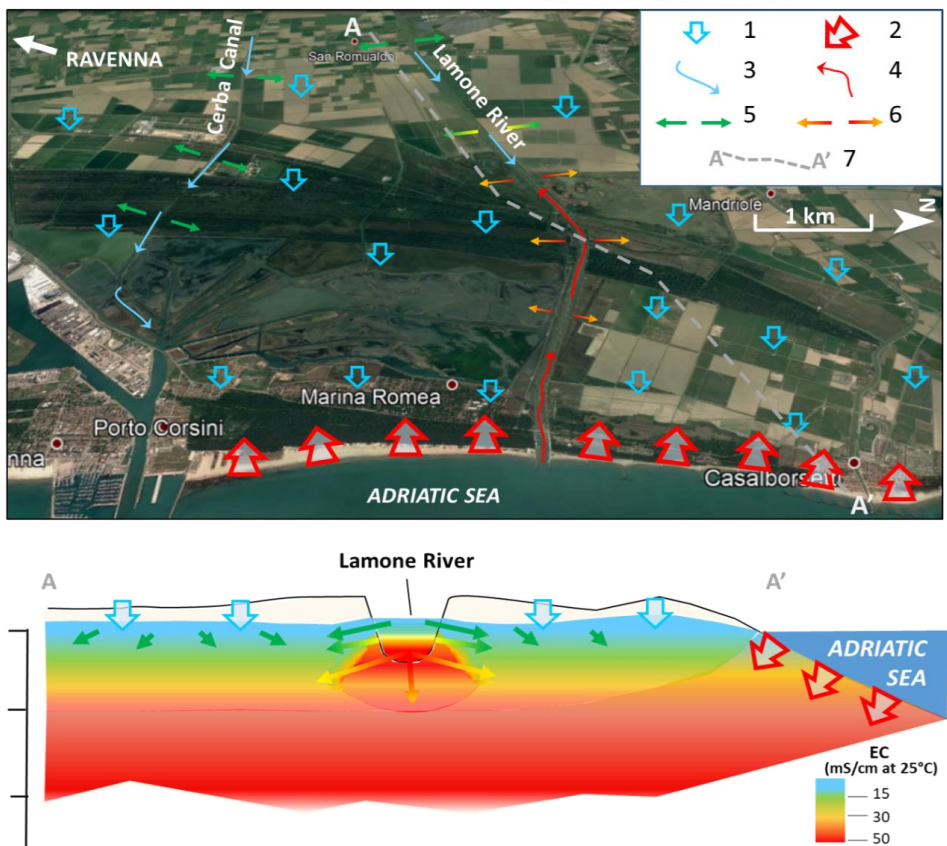 RAVENNA
Cerba Canal
A
San Romualdo
Lamone River
1
2
3
4
5
6
A
A'
7
Mandriole
1 km
N
Marina Romea
Porto Corsini
nna
Casalborsetti
A'
ADRIATIC SEA
Lamone River
A
A'
ADRIATIC
SEA
EC
(mS/cm at 25°C)
15
30
50